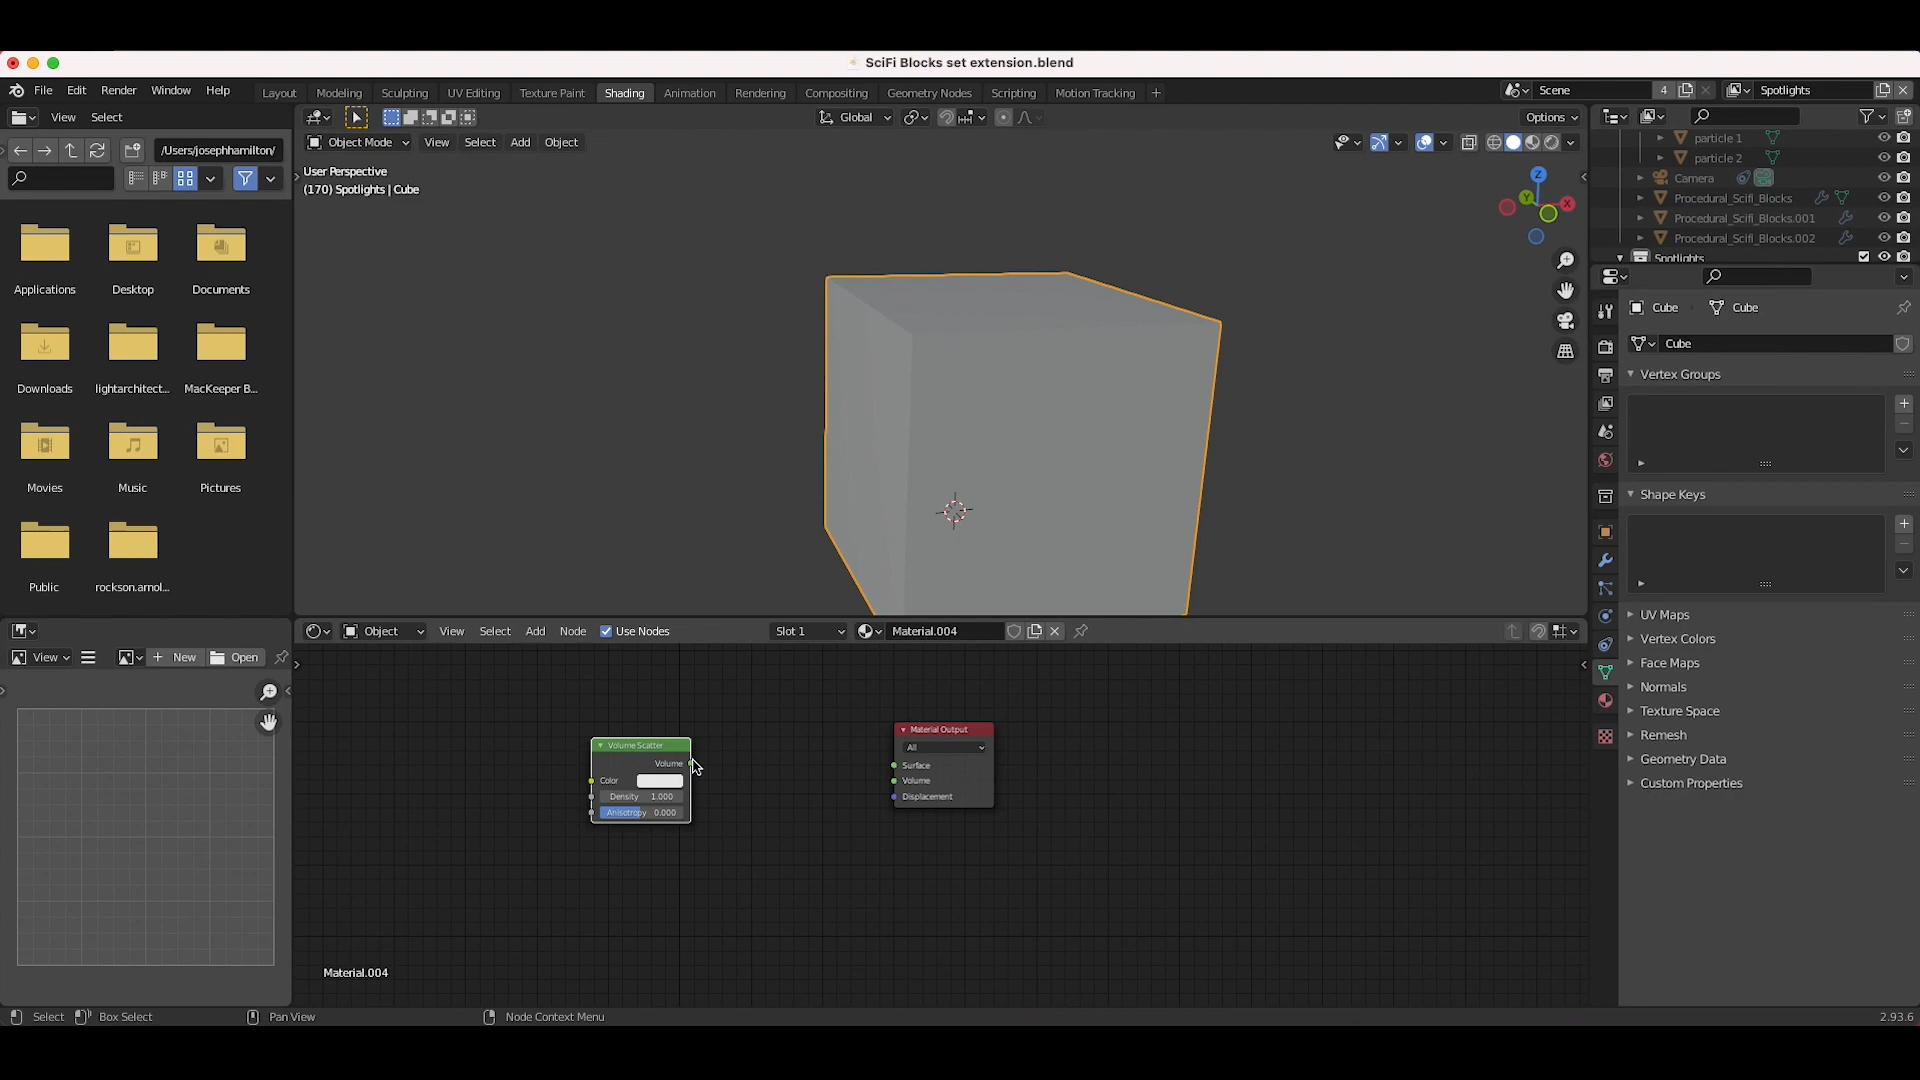 SciFi Blocks set extension.blend
File Edit Render Window Help Layout Modeling Sculpting UV Editing Texture Paint Shading Animation Rendering Compositing Geometry Nodes Scripting Motion Tracking + Scene 4 Spotlights
View Select Global Options
/Users/josephhamilton/ Object Mode View Select Add Object
User Perspective
(170) Spotlights | Cube
particle 1
particle 2
Camera
Procedural_Scifi_Blocks
Procedural_Scifi_Blocks.001
Procedural_Scifi_Blocks.002
Spotlights
Z
Y
X
Applications Desktop Documents
Downloads lightarchitect... MacKeeper B...
Movies Music Pictures
Public rockson.arnol...
Cube Cube
Cube
Vertex Groups
Shape Keys
UV Maps
Vertex Colors
Face Maps
Normals
Texture Space
Remesh
Geometry Data
Custom Properties
Object View Select Add Node Use Nodes Slot 1 Material.004
View + New Open
Volume Scatter
Volume
Color
Density 1.000
Anisotropy 0.000
Material Output
All
Surface
Volume
Displacement
Material.004
Select Box Select Pan View Node Context Menu 2.93.6